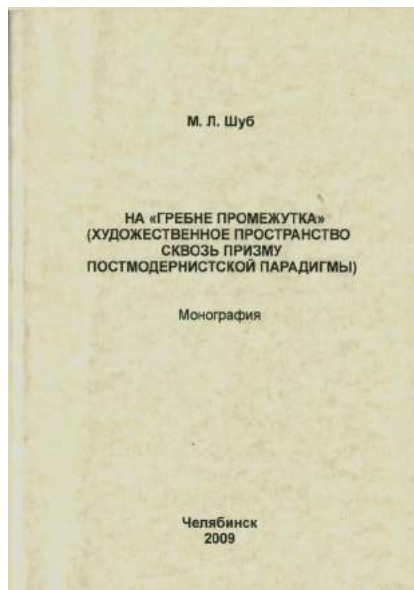 М. Л. Шуб
НА «ГРЕБНЕ ПРОМЕЖУТКА»
(ХУДОЖЕСТВЕННОЕ ПРОСТРАНСТВО
СКВОЗЬ ПРИЗМУ
ПОСТМОДЕРНИСТСКОЙ ПАРАДИГМЫ)
Монография
Челябинск
2009